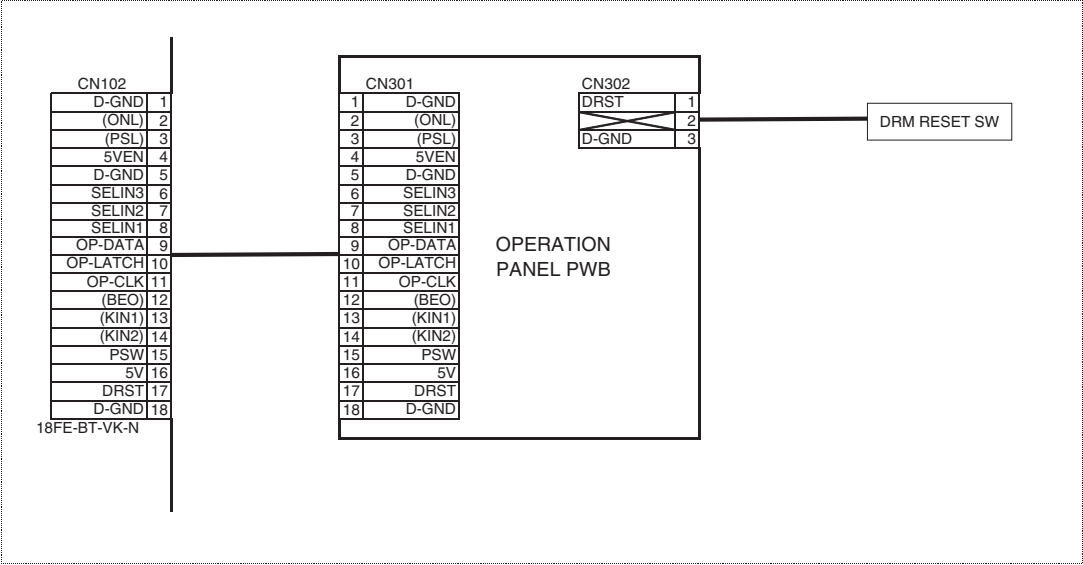 CN102
D-GND 1
(ONL) 2
(PSL) 3
5VEN 4
D-GND 5
SELIN3 6
SELIN2 7
SELIN1 8
OP-DATA 9
OP-LATCH 10
OP-CLK 11
(BEO) 12
(KIN1) 13
(KIN2) 14
PSW 15
5V 16
DRST 17
D-GND 18
18FE-BT-VK-N
CN301
1 D-GND
2 (ONL)
3 (PSL)
4 5VEN
5 D-GND
6 SELIN3
7 SELIN2
8 SELIN1
9 OP-DATA
10 OP-LATCH
11 OP-CLK
12 (BEO)
13 (KIN1)
14 (KIN2)
15 PSW
16 5V
17 DRST
18 D-GND
OPERATION
PANEL PWB
CN302
DRST 1
2
D-GND 3
DRM RESET SW